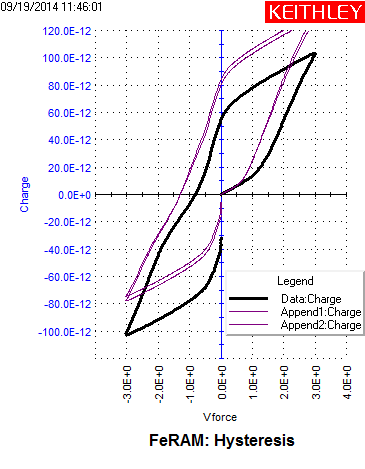 09/19/2014 11:46:01
KEITHLEY
120.0E-12
100.0E-12
80.0E-12
60.0E-12
40.0E-12
20.0E-12
0.0E+0
-20.0E-12
-40.0E-12
-60.0E-12
-80.0E-12
-100.0E-12
Charge
Legend
Data:Charge
Append1:Charge
Append2:Charge
-3.0E+0
-2.0E+0
-1.0E+0
0.0E+0
1.0E+0
2.0E+0
3.0E+0
4.0E+0
Vforce
FeRAM: Hysteresis